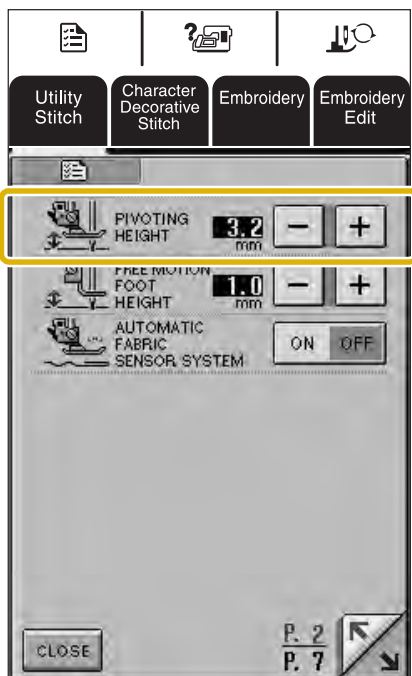 ?
Utility
Stitch
Character
Decorative
Stitch
Embroidery
Embroidery
Edit
PIVOTING
HEIGHT
3.2
mm
- +
FREE MOTION
FOOT
HEIGHT
1.0
mm
- +
AUTOMATIC
FABRIC
SENSOR SYSTEM
ON OFF
CLOSE
P. 2
P. 7